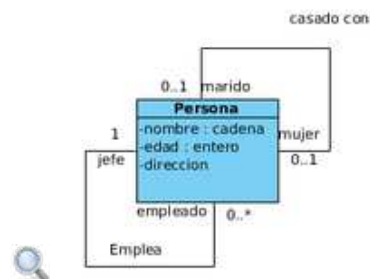 casado con
0..1 marido
Persona
-nombre : cadena
-edad : entero
-direccion
1
jefe
mujer
0..1
empleado 0..*
Emplea